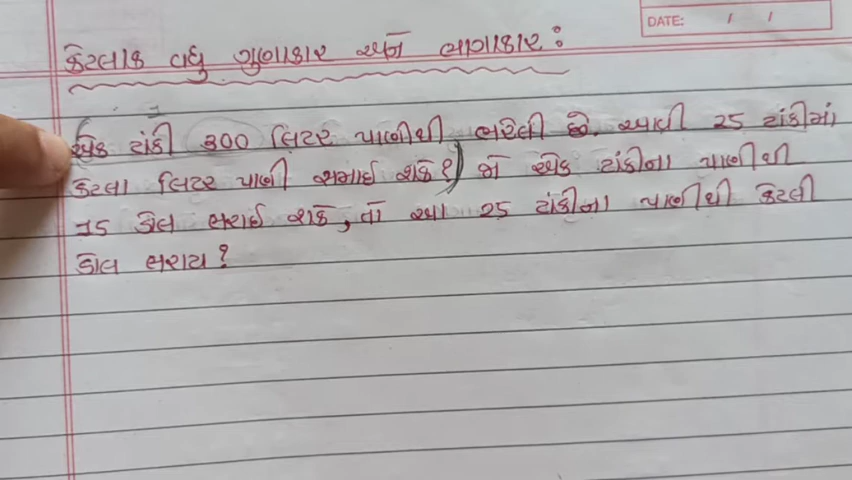 DATE: / /
કેટલાક વધુ ગુણાકાર અને ભાગાકાર:
એક ટાંકી 300 લિટર પાણીથી ભરેલી છે. આવી 25 ટાંકીમાં
કેટલા લિટર પાણી સમાઈ શકે? જો એક ટાંકીના પાણીથી
15 ડોલ ભરાઈ શકે, તો આ 25 ટાંકીના પાણીથી કેટલી
ડોલ ભરાય?